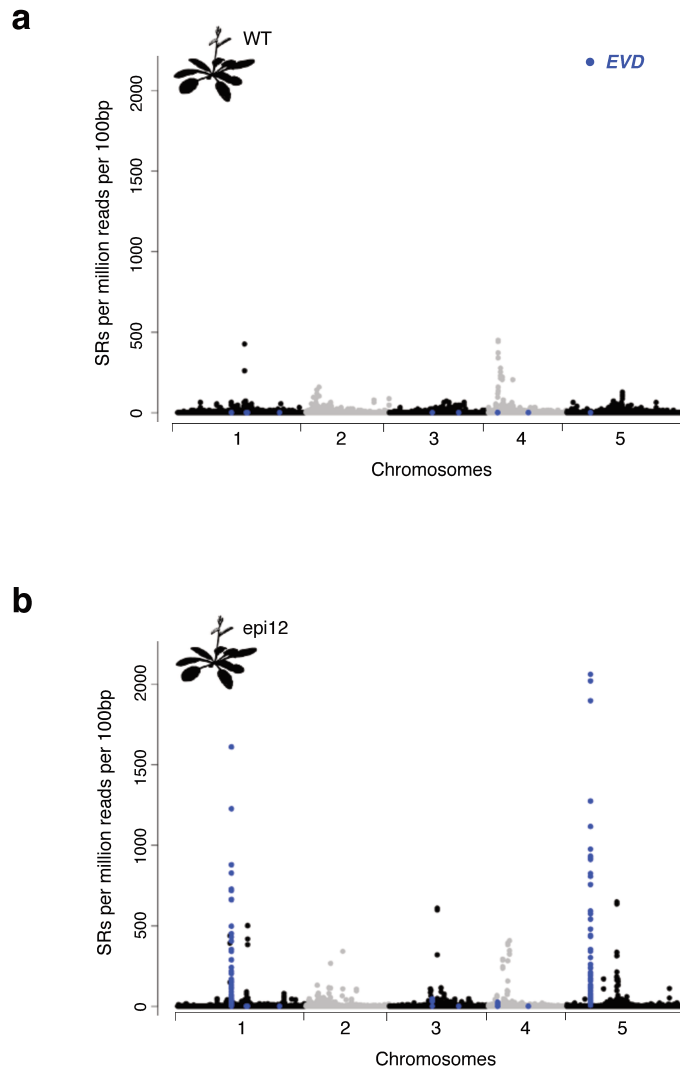 a
WT
EVD
SRs per million reads per 100bp
2000
1500
1000
500
0
1 2 3 4 5
Chromosomes
b
epi12
SRs per million reads per 100bp
2000
1500
1000
500
0
1 2 3 4 5
Chromosomes